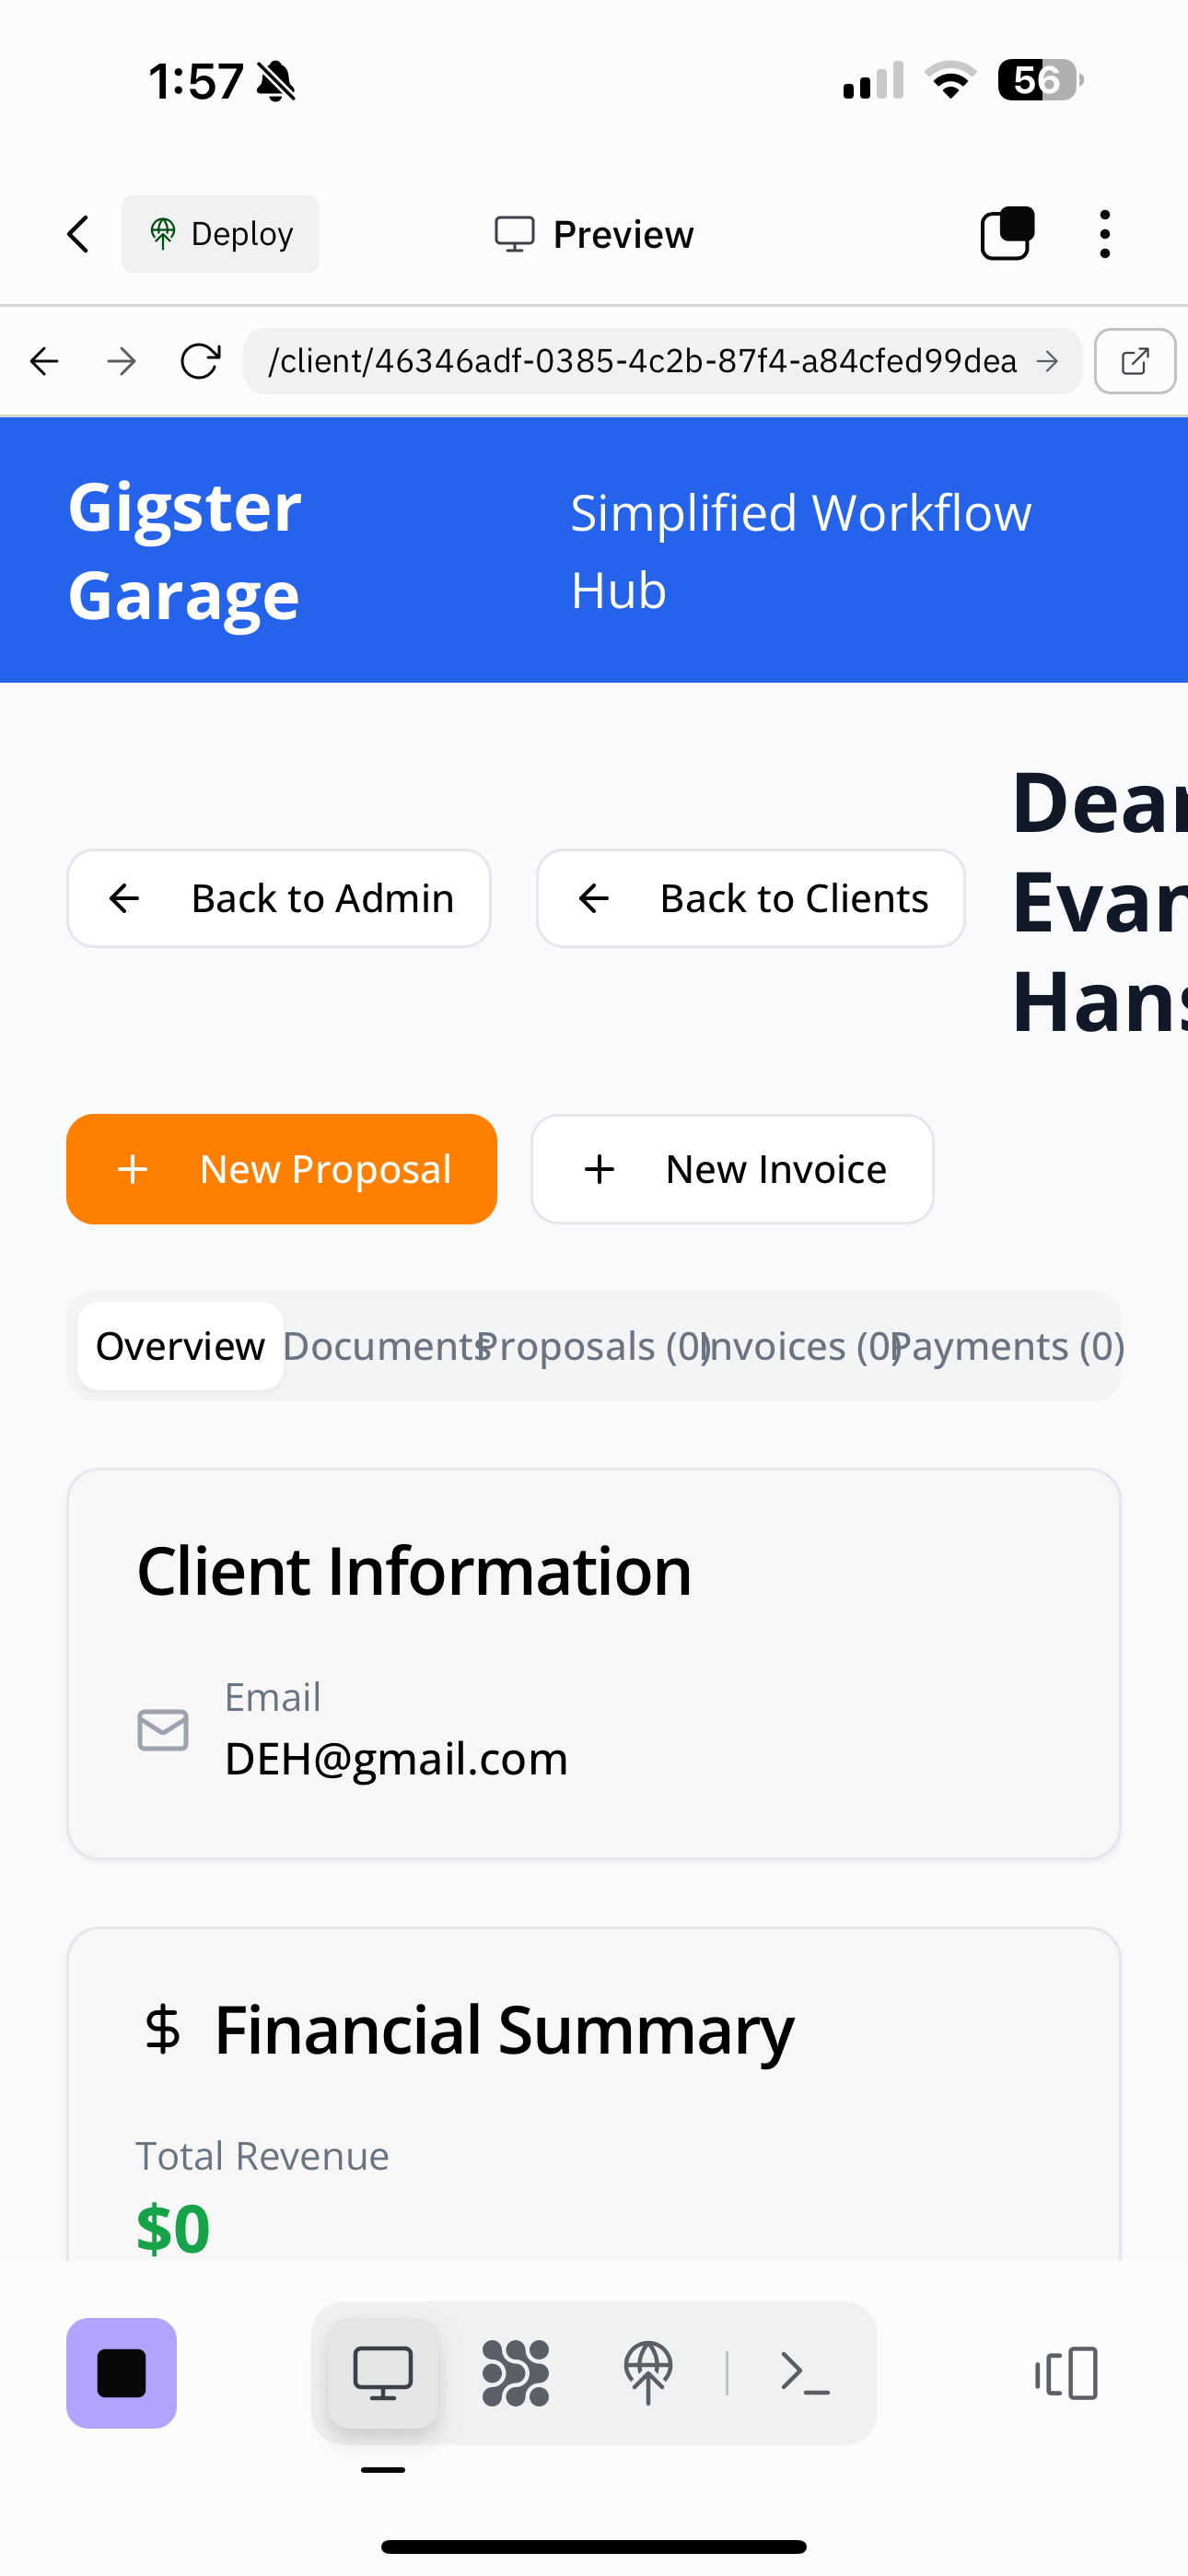 1:57
56
Deploy
Preview
/client/46346adf-0385-4c2b-87f4-a84cfed99dea
Gigster
Garage
Simplified Workflow
Hub
Back to Admin
Back to Clients
Dear
Evan
Hans
New Proposal
New Invoice
Overview
Documents
Proposals (0)
Invoices (0)
Payments (0)
Client Information
Email
DEH@gmail.com
Financial Summary
Total Revenue
$0